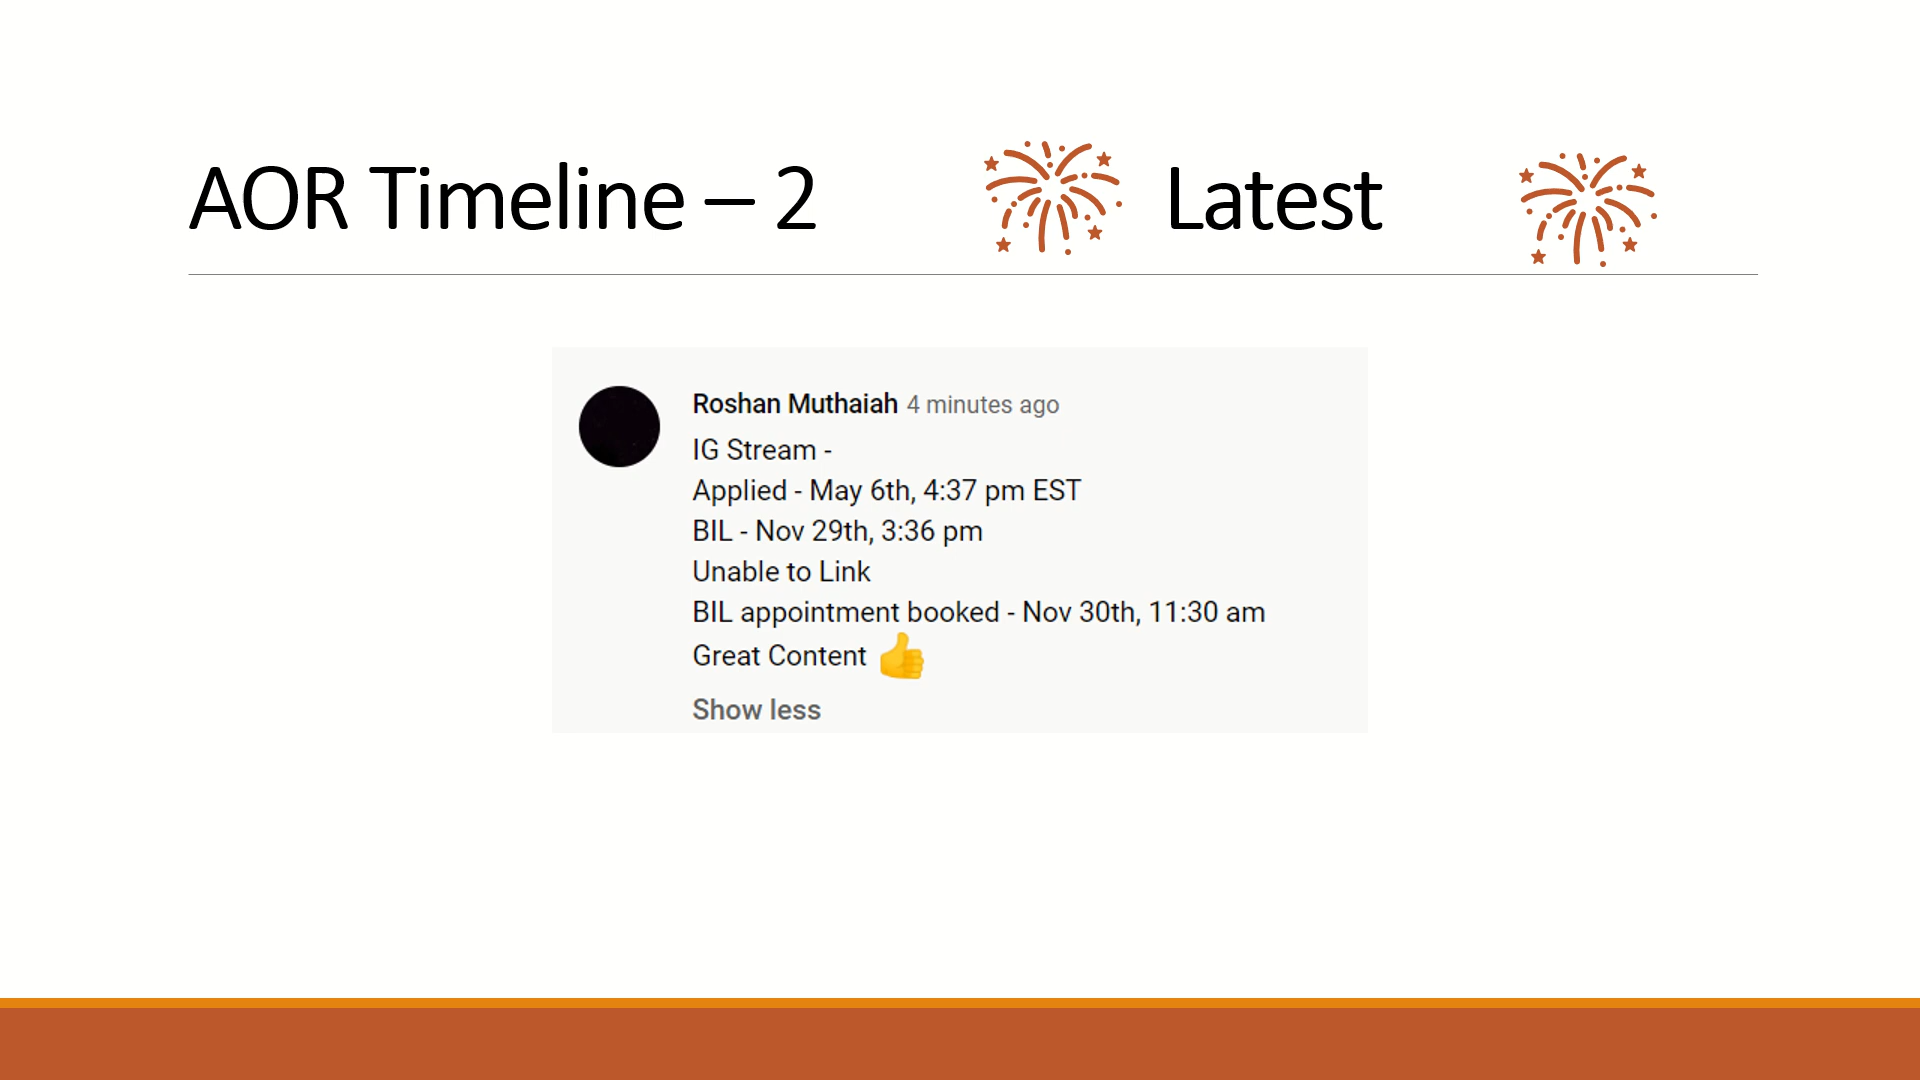 AOR Timeline – 2 Latest
Roshan Muthaiah 4 minutes ago
IG Stream -
Applied - May 6th, 4:37 pm EST
BIL - Nov 29th, 3:36 pm
Unable to Link
BIL appointment booked - Nov 30th, 11:30 am
Great Content 👍
Show less